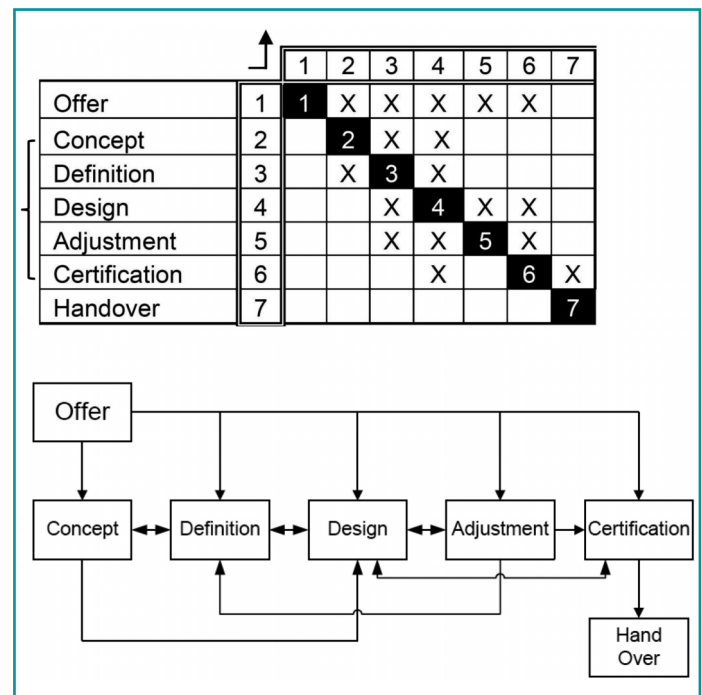 1 2 3 4 5 6 7
Offer 1 1 X X X X X
Concept 2 2 X X
Definition 3 X 3 X
Design 4 X 4 X X
Adjustment 5 X X 5 X
Certification 6 X 6 X
Handover 7 7
Offer
Concept Definition Design Adjustment Certification
Hand
Over